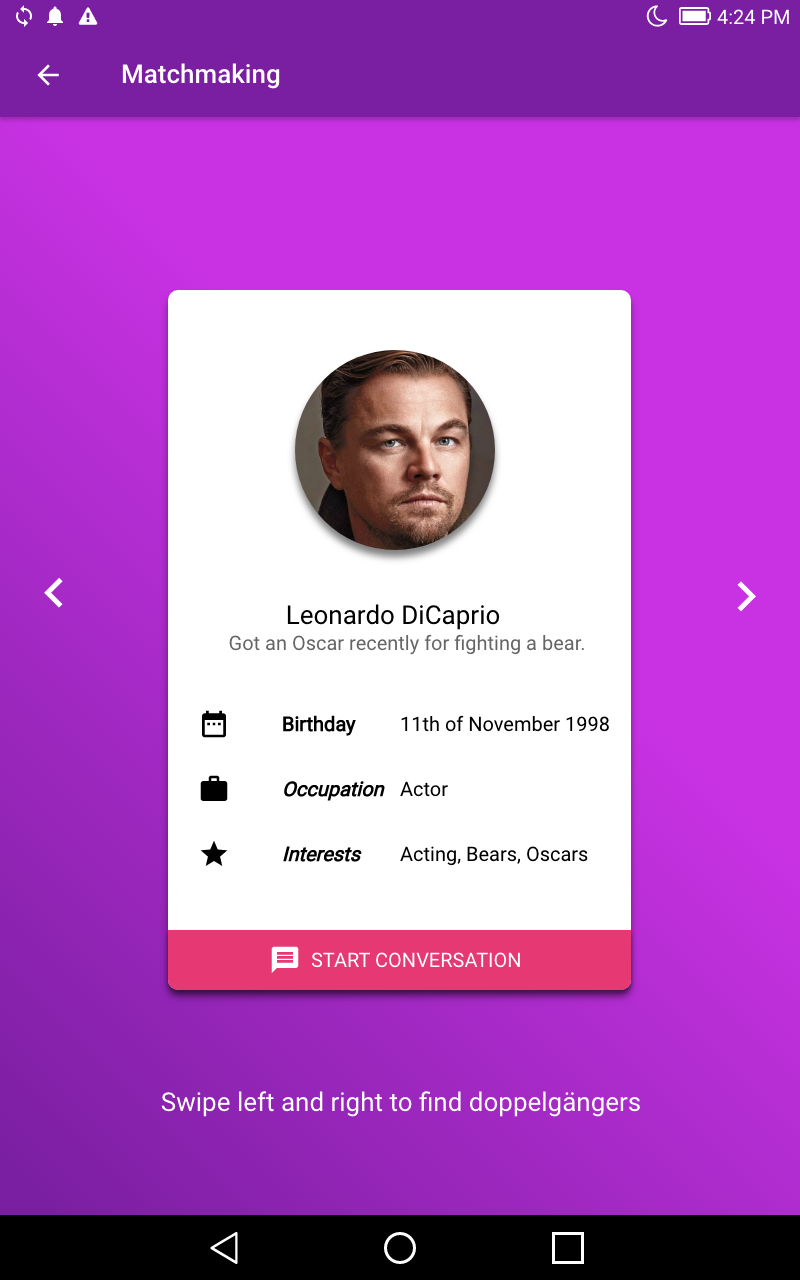 4:24 PM
Matchmaking
Leonardo DiCaprio
Got an Oscar recently for fighting a bear.
Birthday 11th of November 1998
Occupation Actor
Interests Acting, Bears, Oscars
START CONVERSATION
Swipe left and right to find doppelgängers